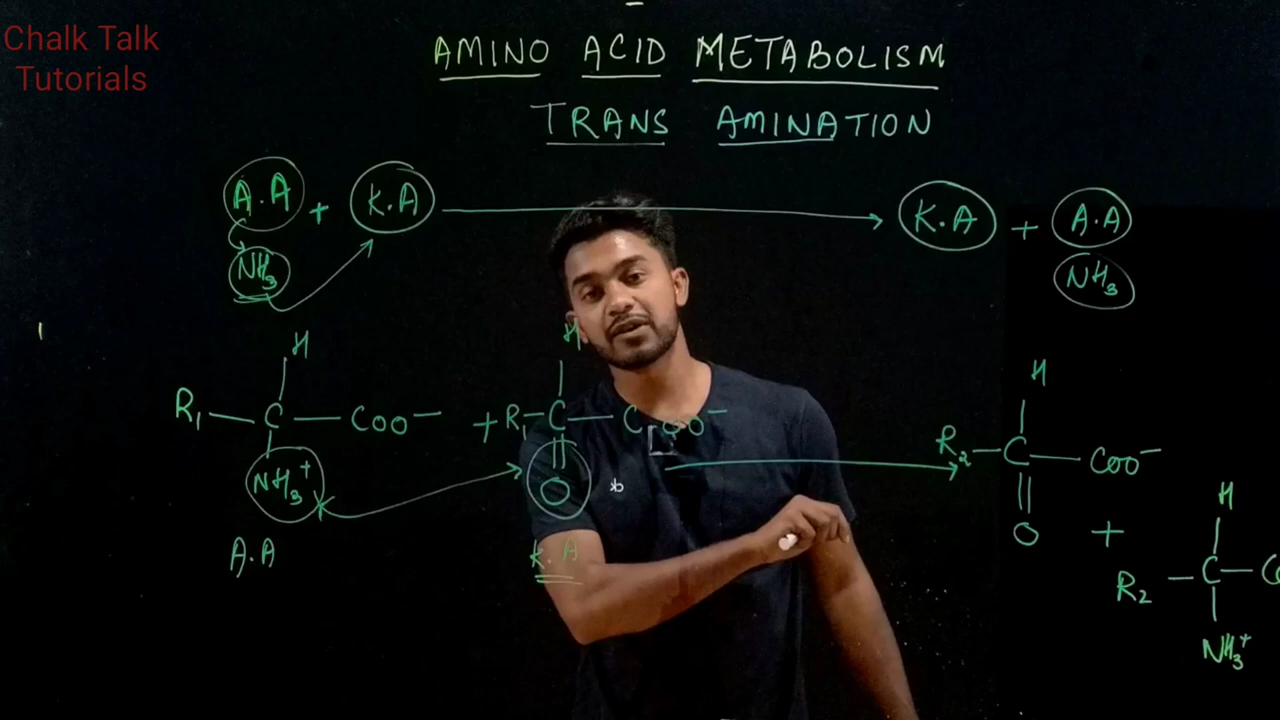 Chalk Talk
Tutorials
AMINO ACID METABOLISM
TRANS AMINATION
A.A + K.A → K.A + A.A
NH₃ NH₃
H H H
R₁ — C — COO⁻ + R₁ — C — COO⁻ → R₂ — C — COO⁻
NH₃⁺ O O +
A.A K.A
H
R₂ — C — C
NH₃⁺